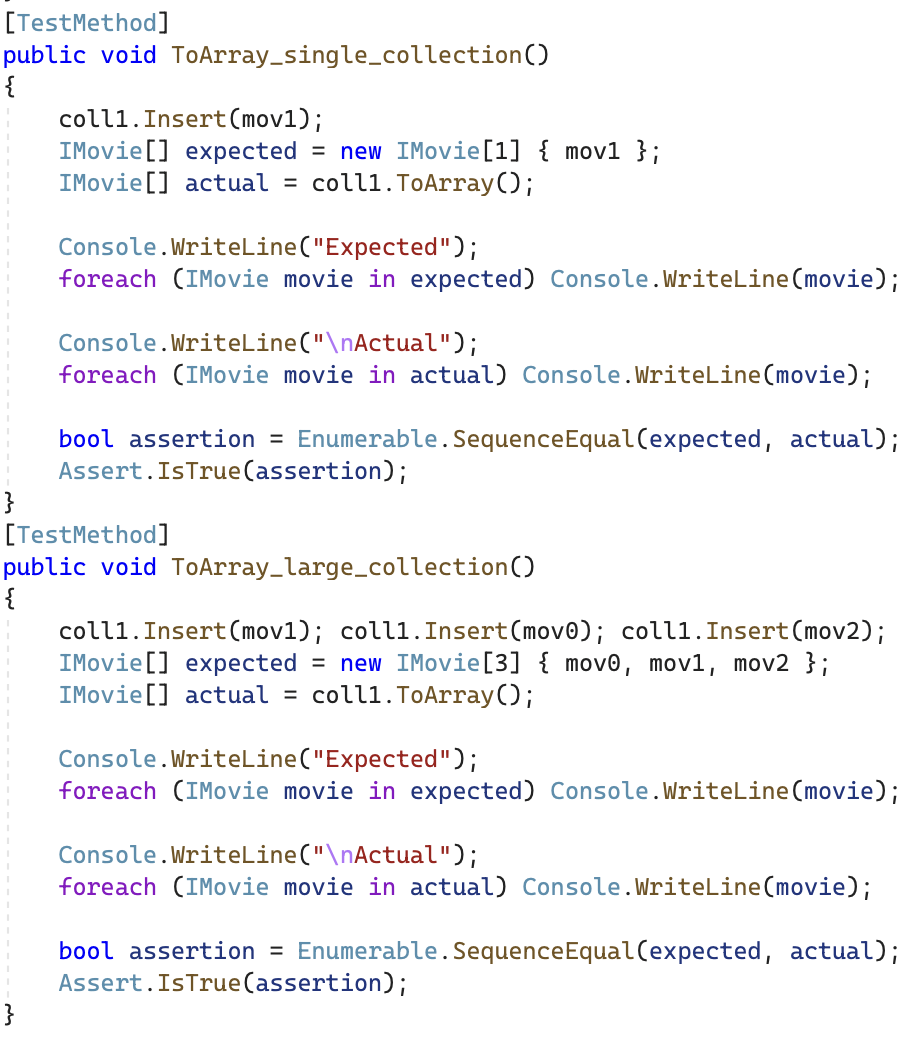 }
[TestMethod]
public void ToArray_single_collection()
{
    coll1.Insert(mov1);
    IMovie[] expected = new IMovie[1] { mov1 };
    IMovie[] actual = coll1.ToArray();

    Console.WriteLine("Expected");
    foreach (IMovie movie in expected) Console.WriteLine(movie);

    Console.WriteLine("\nActual");
    foreach (IMovie movie in actual) Console.WriteLine(movie);

    bool assertion = Enumerable.SequenceEqual(expected, actual);
    Assert.IsTrue(assertion);
}
[TestMethod]
public void ToArray_large_collection()
{
    coll1.Insert(mov1); coll1.Insert(mov0); coll1.Insert(mov2);
    IMovie[] expected = new IMovie[3] { mov0, mov1, mov2 };
    IMovie[] actual = coll1.ToArray();

    Console.WriteLine("Expected");
    foreach (IMovie movie in expected) Console.WriteLine(movie);

    Console.WriteLine("\nActual");
    foreach (IMovie movie in actual) Console.WriteLine(movie);

    bool assertion = Enumerable.SequenceEqual(expected, actual);
    Assert.IsTrue(assertion);
}